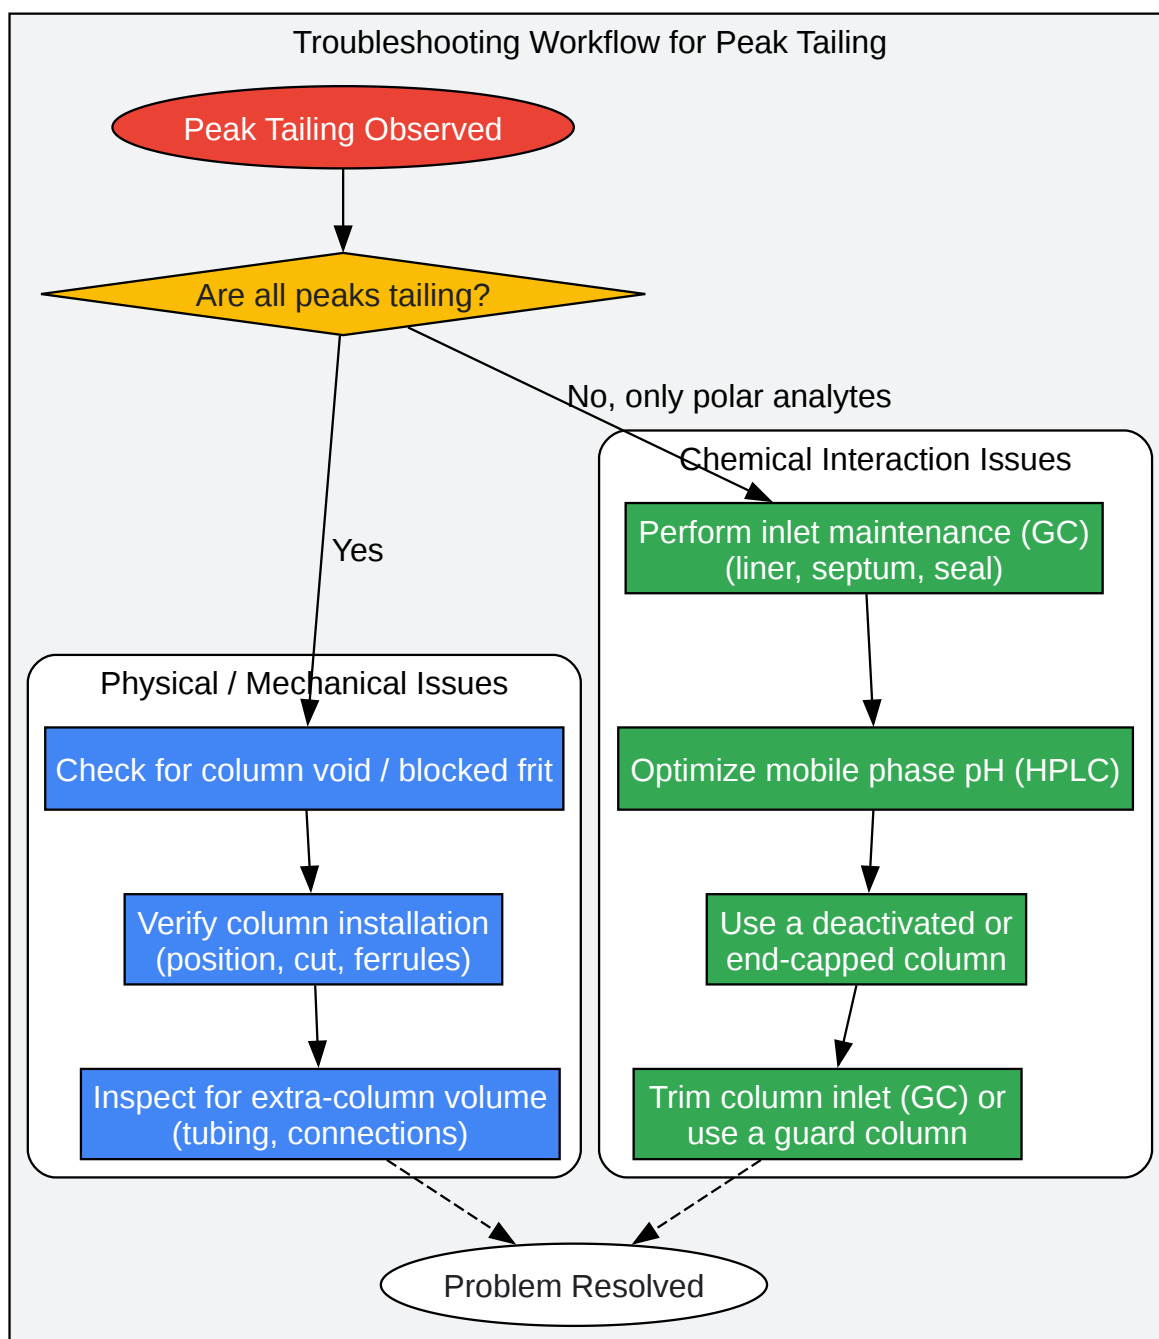 Troubleshooting Workflow for Peak Tailing
Peak Tailing Observed
Are all peaks tailing?
No, only polar analytes
Yes
Chemical Interaction Issues
Perform inlet maintenance (GC)
(liner, septum, seal)
Optimize mobile phase pH (HPLC)
Use a deactivated or
end-capped column
Trim column inlet (GC) or
use a guard column
Physical / Mechanical Issues
Check for column void / blocked frit
Verify column installation
(position, cut, ferrules)
Inspect for extra-column volume
(tubing, connections)
Problem Resolved